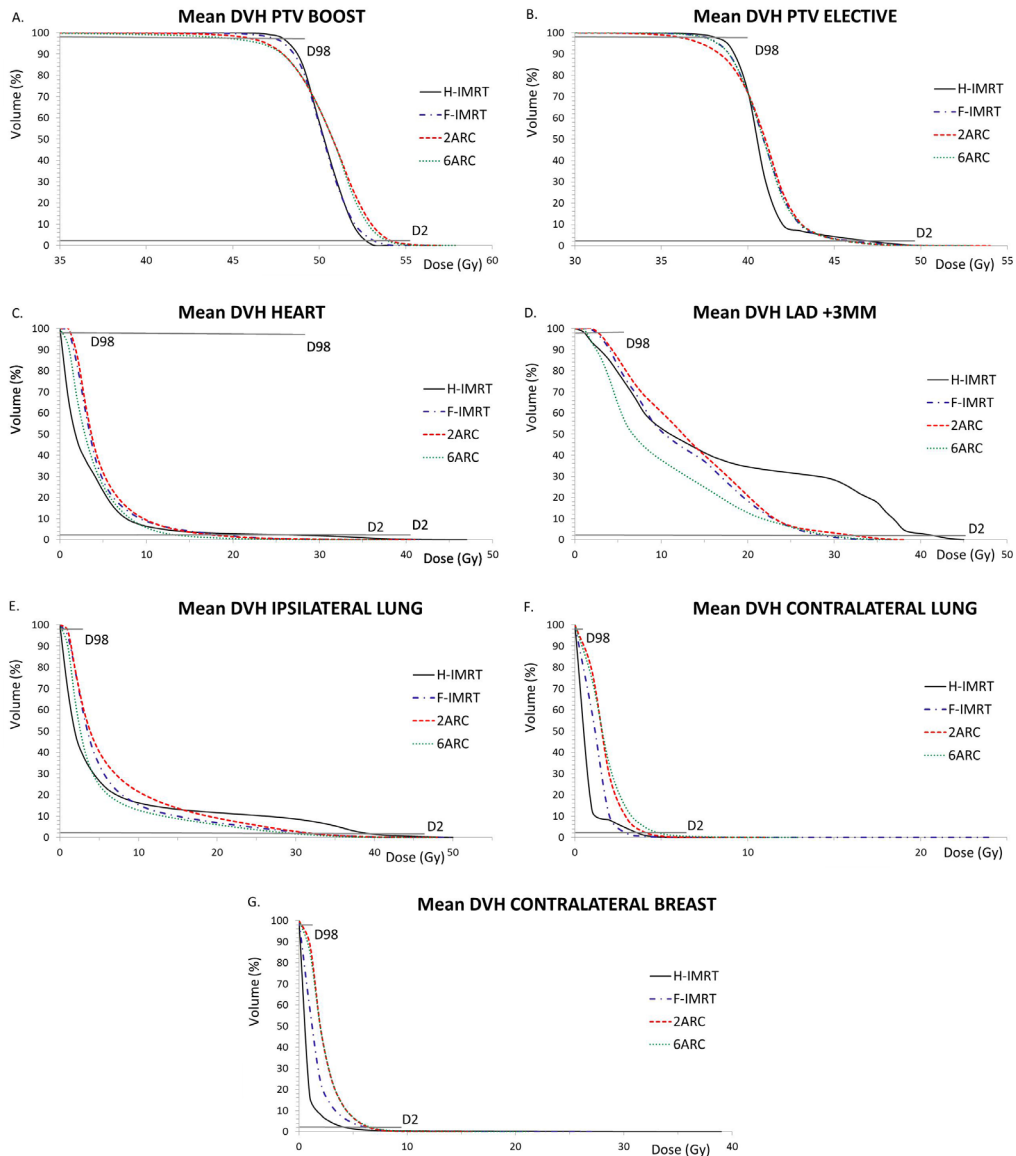 A.
Mean DVH PTV BOOST
Volume (%)
100
90
80
70
60
50
40
30
20
10
0
D98
H-IMRT
F-IMRT
2ARC
6ARC
D2
35 40 45 50 55 60
Dose (Gy)
B.
Mean DVH PTV ELECTIVE
Volume (%)
100
90
80
70
60
50
40
30
20
10
0
D98
H-IMRT
F-IMRT
2ARC
6ARC
D2
30 35 40 45 50 55
Dose (Gy)
C.
Mean DVH HEART
Volume (%)
100
90
80
70
60
50
40
30
20
10
0
D98
D98
H-IMRT
F-IMRT
2ARC
6ARC
D2
D2
0 10 20 30 40 50
Dose (Gy)
D.
Mean DVH LAD +3MM
Volume (%)
100
90
80
70
60
50
40
30
20
10
0
D98
H-IMRT
F-IMRT
2ARC
6ARC
D2
0 10 20 30 40 50
Dose (Gy)
E.
Mean DVH IPSILATERAL LUNG
Volume (%)
100
90
80
70
60
50
40
30
20
10
0
D98
H-IMRT
F-IMRT
2ARC
6ARC
D2
0 10 20 30 40 50
Dose (Gy)
F.
Mean DVH CONTRALATERAL LUNG
Volume (%)
100
90
80
70
60
50
40
30
20
10
0
D98
H-IMRT
F-IMRT
2ARC
6ARC
D2
0 10 20
Dose (Gy)
G.
Mean DVH CONTRALATERAL BREAST
Volume (%)
100
90
80
70
60
50
40
30
20
10
0
D98
H-IMRT
F-IMRT
2ARC
6ARC
D2
0 10 20 30 40
Dose (Gy)